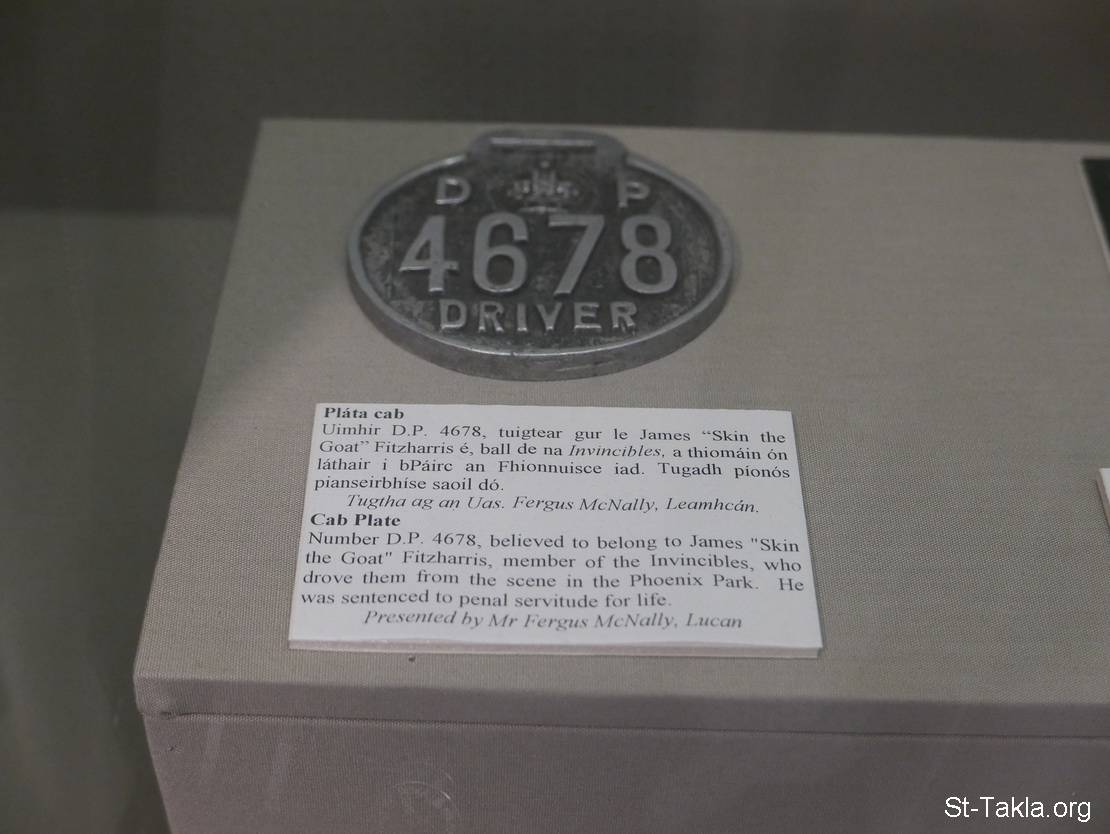 D P
4678
DRIVER
Pláta cab
Uimhir D.P. 4678, tuigtear gur le James “Skin the
Goat” Fitzharris é, ball de na Invincibles, a thiomáin ón
láthair i bPáirc an Fhionnuisce iad. Tugadh píonós
pianseirbhíse saoil dó.
Tugtha ag an Uas. Fergus McNally, Leamhcán.
Cab Plate
Number D.P. 4678, believed to belong to James "Skin
the Goat" Fitzharris, member of the Invincibles, who
drove them from the scene in the Phoenix Park. He
was sentenced to penal servitude for life.
Presented by Mr Fergus McNally, Lucan
St-Takla.org